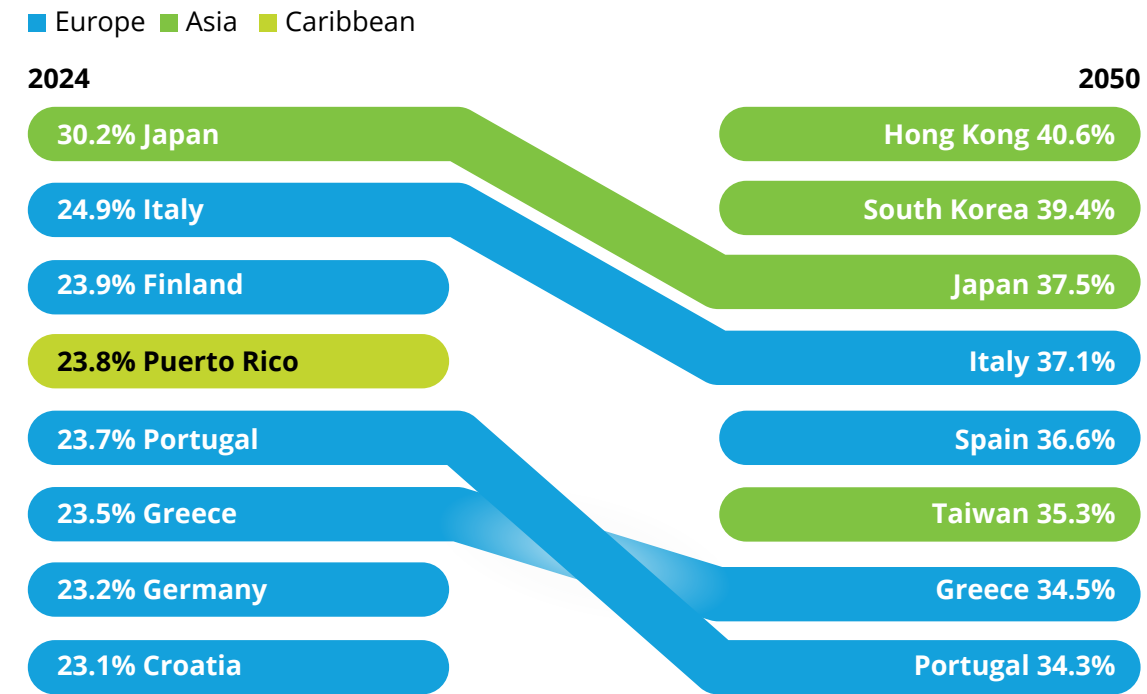 Europe Asia Caribbean
2024 2050
30.2% Japan Hong Kong 40.6%
24.9% Italy South Korea 39.4%
23.9% Finland Japan 37.5%
23.8% Puerto Rico Italy 37.1%
23.7% Portugal Spain 36.6%
23.5% Greece Taiwan 35.3%
23.2% Germany Greece 34.5%
23.1% Croatia Portugal 34.3%